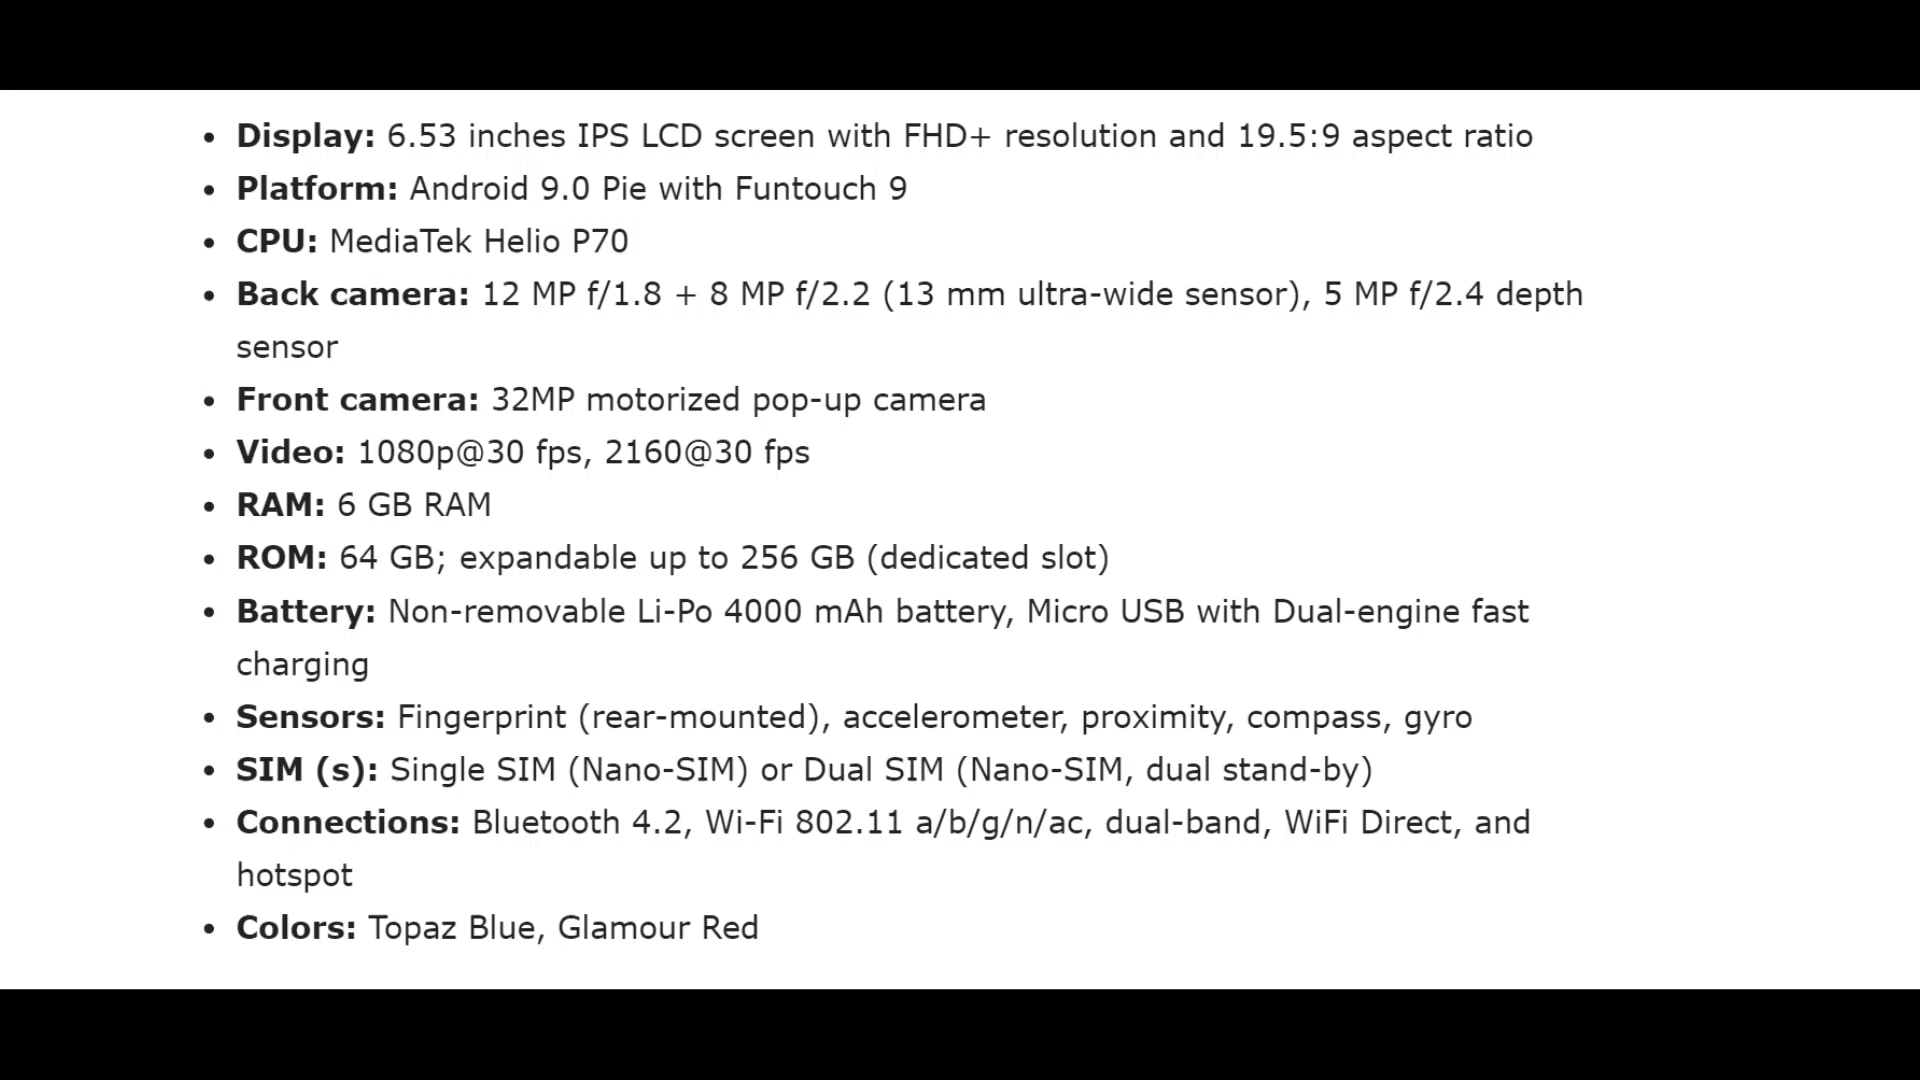 • Display: 6.53 inches IPS LCD screen with FHD+ resolution and 19.5:9 aspect ratio
• Platform: Android 9.0 Pie with Funtouch 9
• CPU: MediaTek Helio P70
• Back camera: 12 MP f/1.8 + 8 MP f/2.2 (13 mm ultra-wide sensor), 5 MP f/2.4 depth
sensor
• Front camera: 32MP motorized pop-up camera
• Video: 1080p@30 fps, 2160@30 fps
• RAM: 6 GB RAM
• ROM: 64 GB; expandable up to 256 GB (dedicated slot)
• Battery: Non-removable Li-Po 4000 mAh battery, Micro USB with Dual-engine fast
charging
• Sensors: Fingerprint (rear-mounted), accelerometer, proximity, compass, gyro
• SIM (s): Single SIM (Nano-SIM) or Dual SIM (Nano-SIM, dual stand-by)
• Connections: Bluetooth 4.2, Wi-Fi 802.11 a/b/g/n/ac, dual-band, WiFi Direct, and
hotspot
• Colors: Topaz Blue, Glamour Red